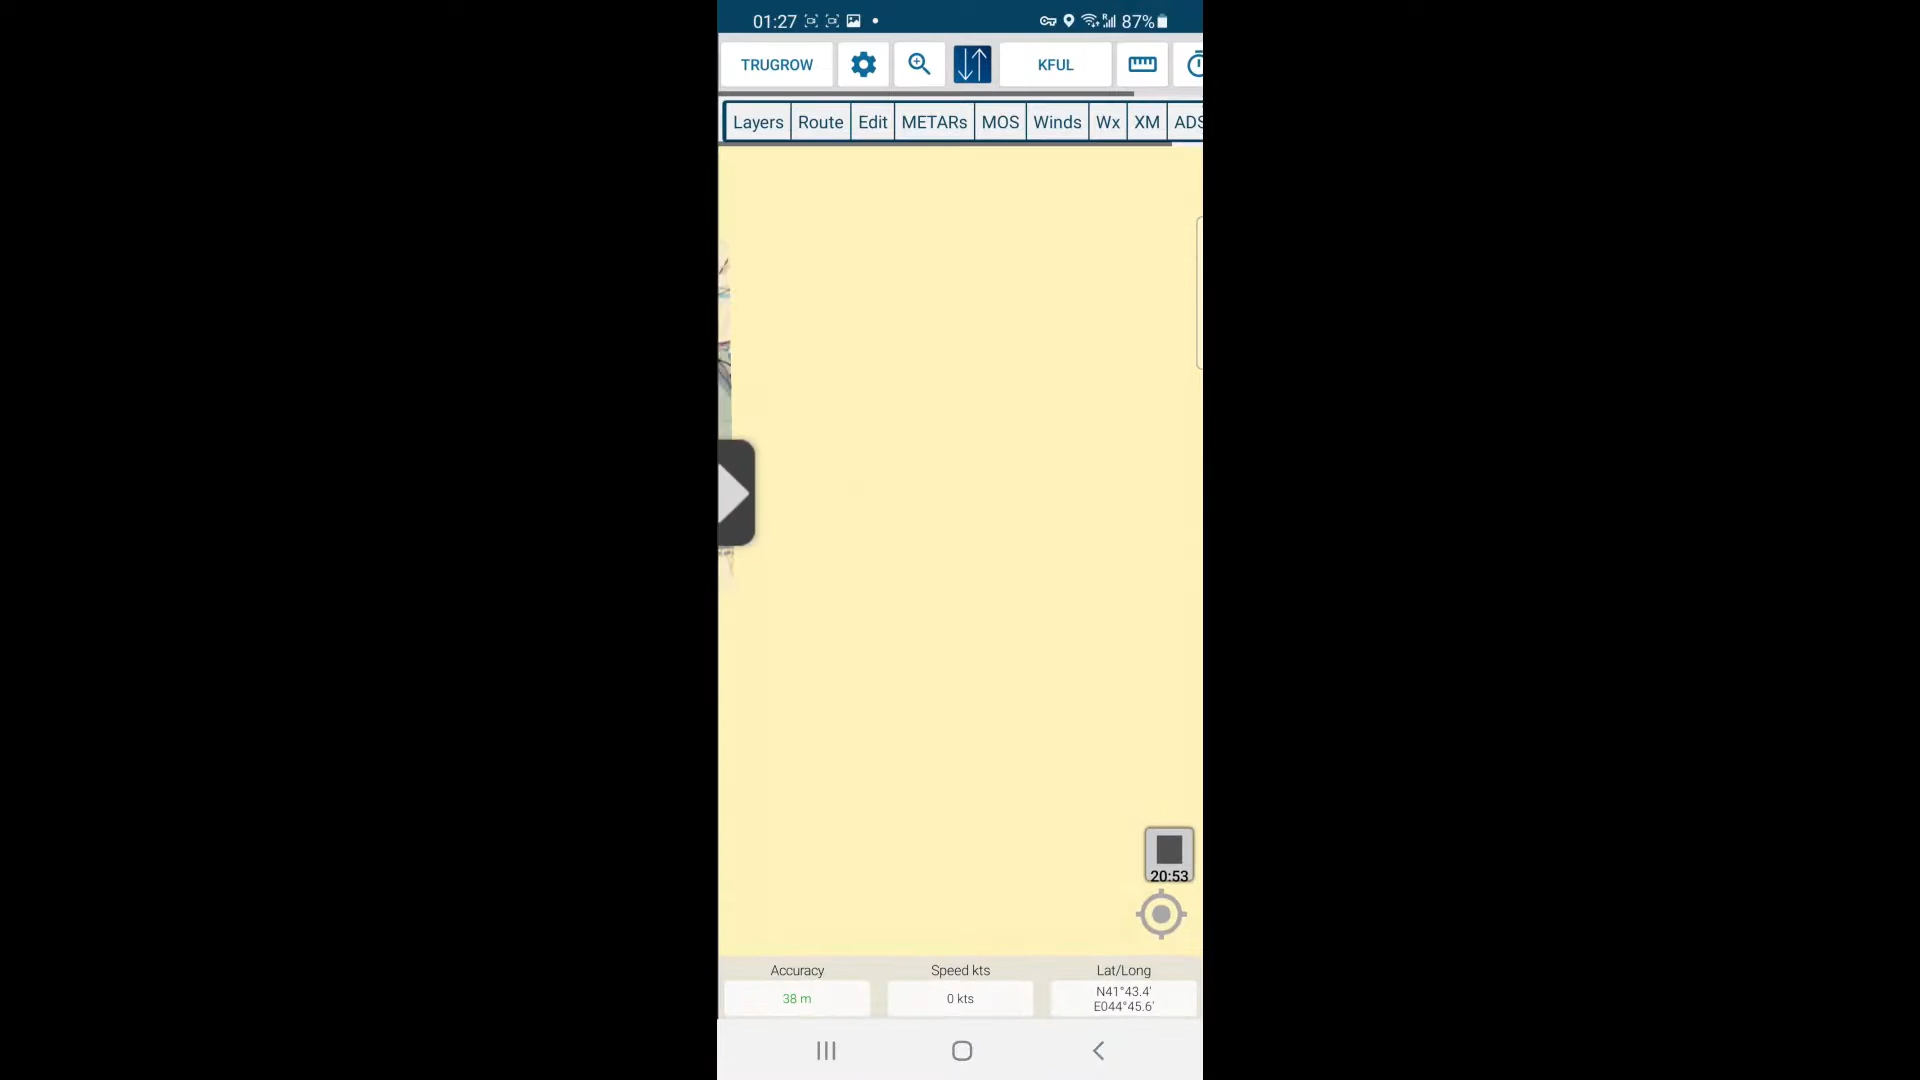 01:27 87%
TRUGROW KFUL
Layers Route Edit METARs MOS Winds Wx XM ADS
20:53
Accuracy Speed kts Lat/Long
38 m 0 kts N41°43.4'
E044°45.6'